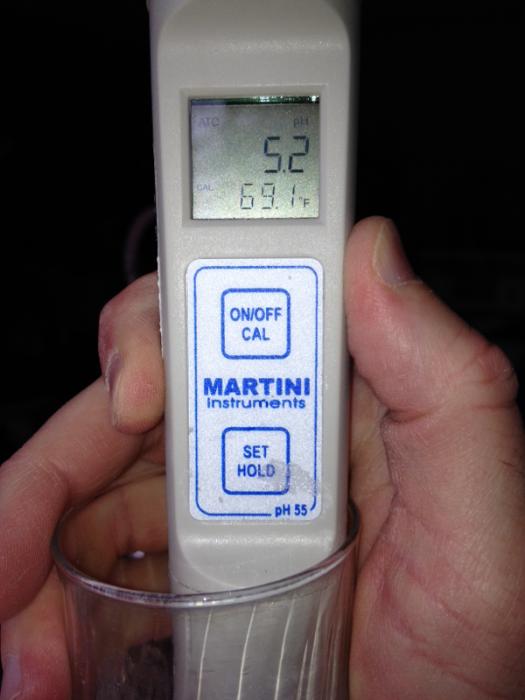 ATC pH
5.2
CAL 69.1°F
ON/OFF
CAL
MARTINI
Instruments
SET
HOLD
pH 55